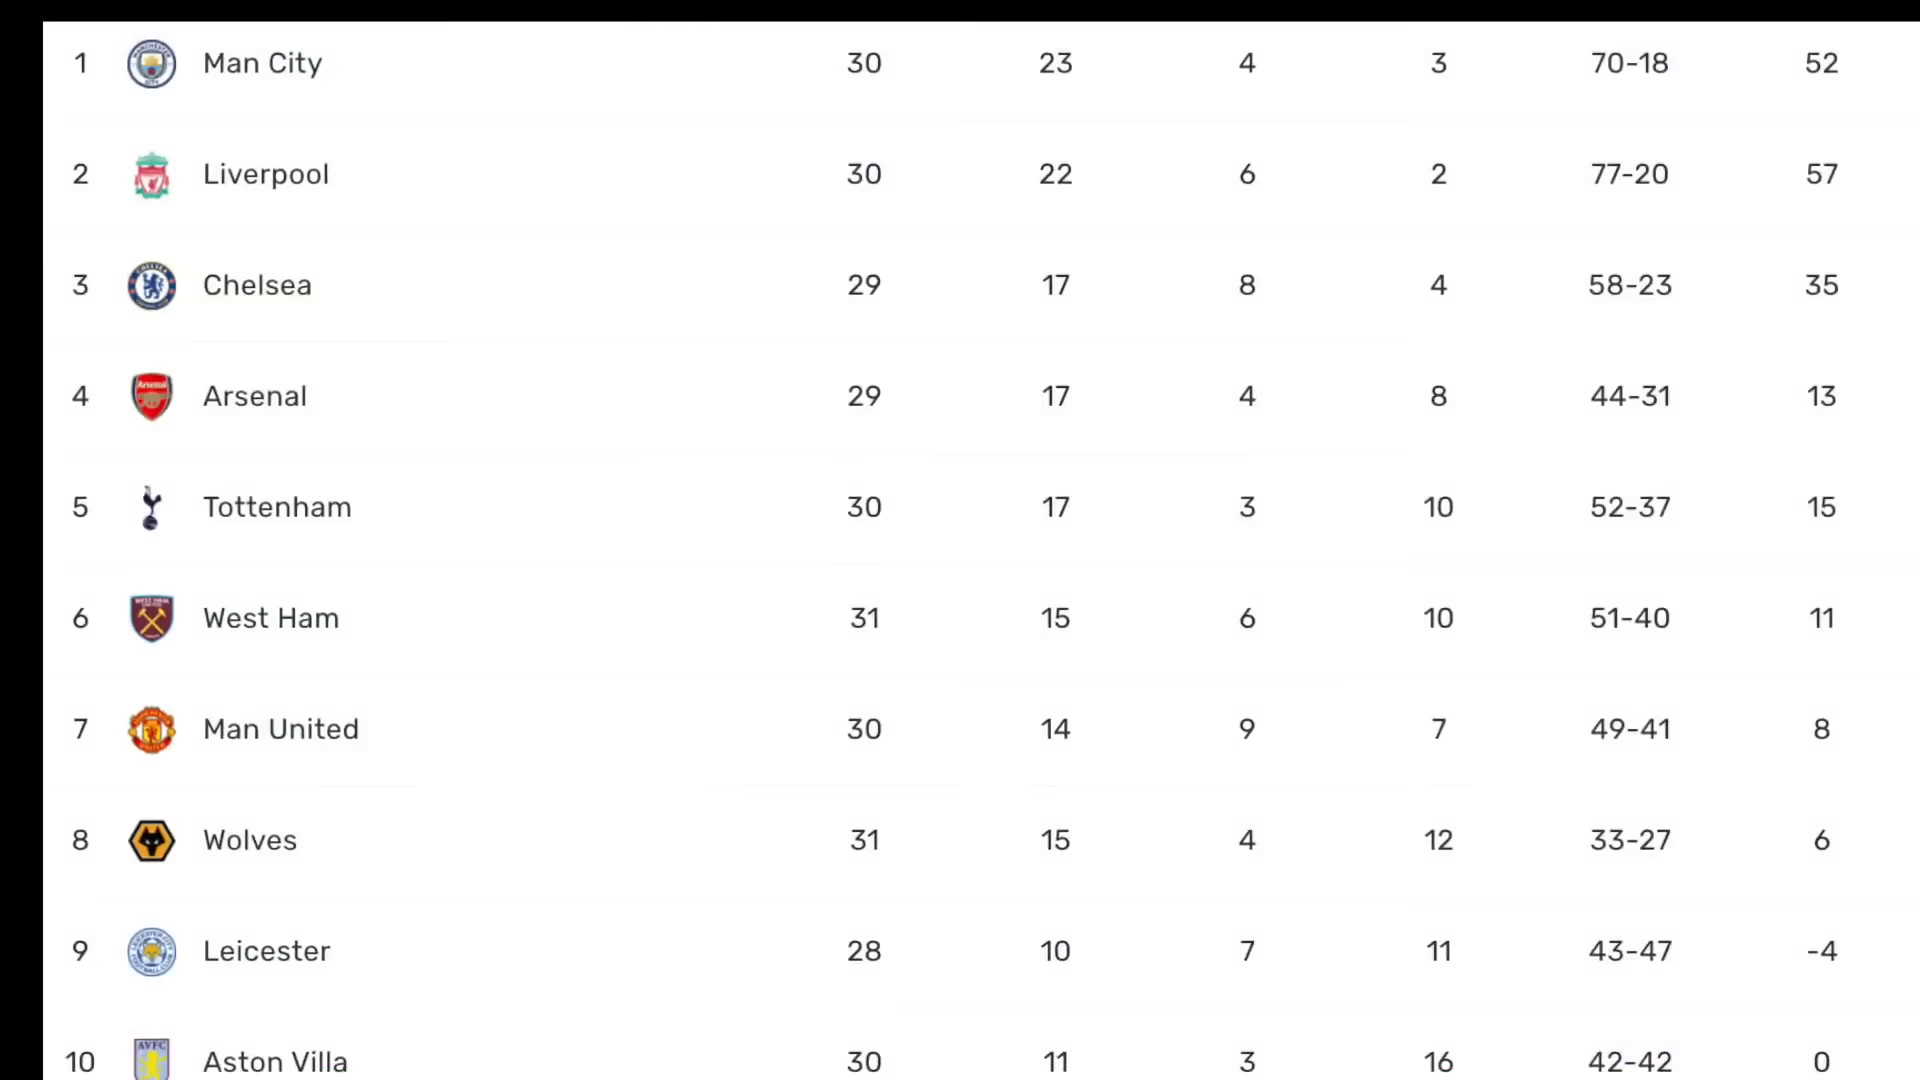 1 Man City 30 23 4 3 70-18 52
2 Liverpool 30 22 6 2 77-20 57
3 Chelsea 29 17 8 4 58-23 35
4 Arsenal 29 17 4 8 44-31 13
5 Tottenham 30 17 3 10 52-37 15
6 West Ham 31 15 6 10 51-40 11
7 Man United 30 14 9 7 49-41 8
8 Wolves 31 15 4 12 33-27 6
9 Leicester 28 10 7 11 43-47 -4
10 AVFC Aston Villa 30 11 3 16 42-42 0